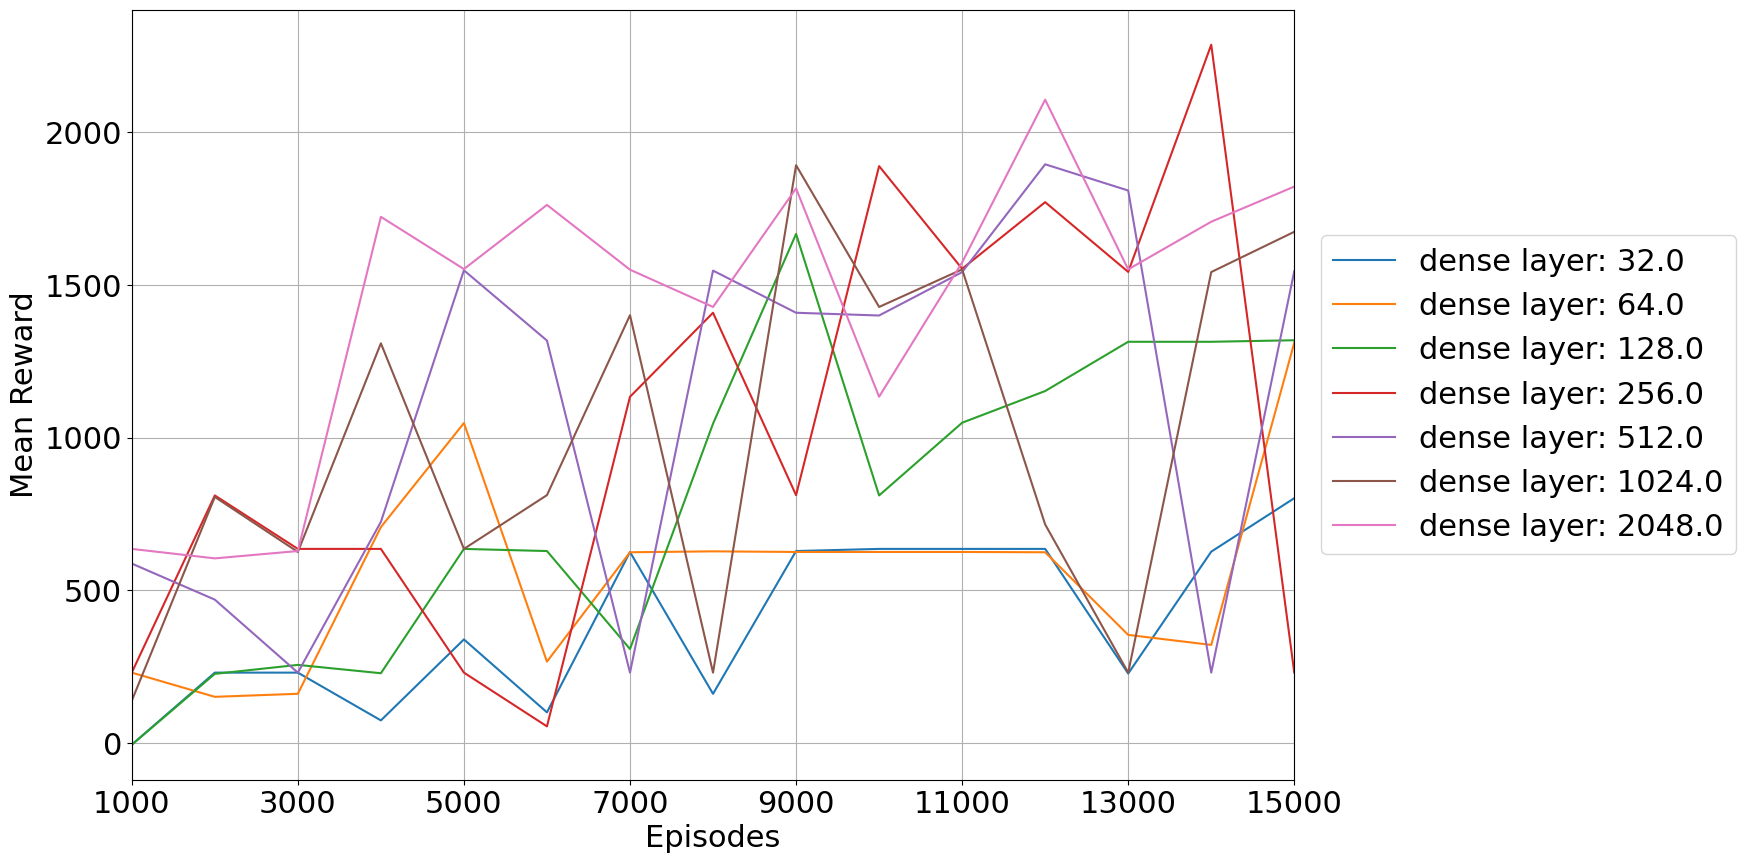 2000
1500
1000
500
0
Mean Reward
1000 3000 5000 7000 9000 11000 13000 15000
Episodes
dense layer: 32.0
dense layer: 64.0
dense layer: 128.0
dense layer: 256.0
dense layer: 512.0
dense layer: 1024.0
dense layer: 2048.0